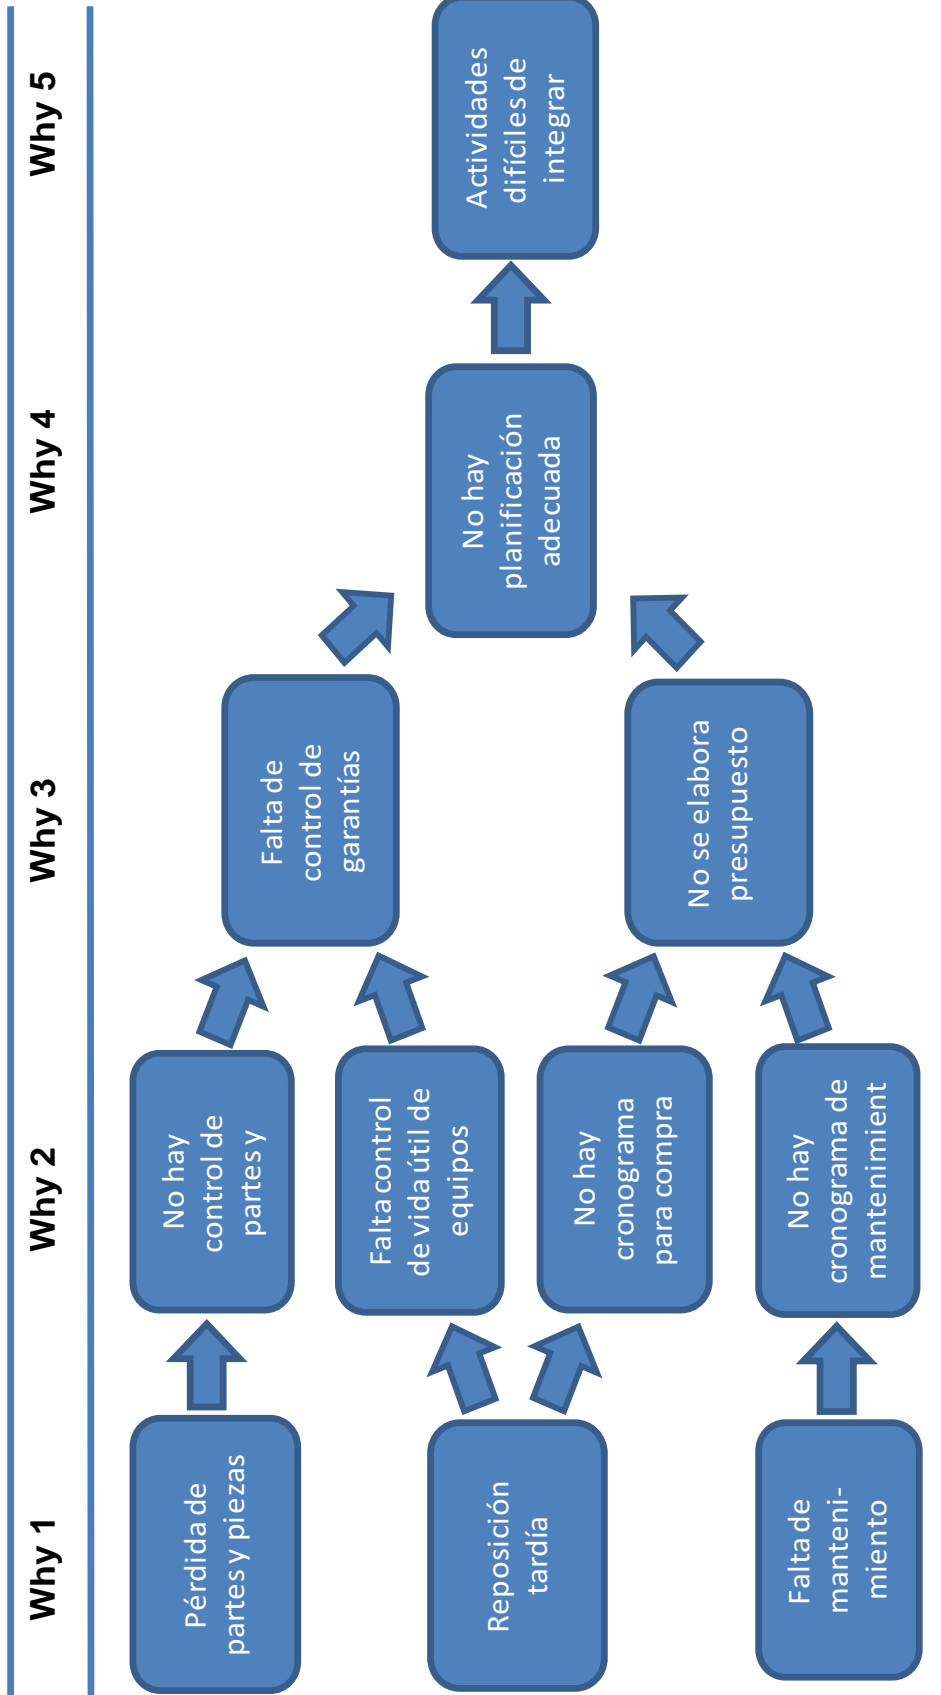 Why 1
Why 2
Why 3
Why 4
Why 5
Pérdida de
partes y piezas
Reposición
tardía
Falta de
manteni-
miento
No hay
control de
partes y
Falta control
de vida útil de
equipos
No hay
cronograma
para compra
No hay
cronograma de
mantenimient
Falta de
control de
garantías
No se elabora
presupuesto
No hay
planificación
adecuada
Actividades
difíciles de
integrar